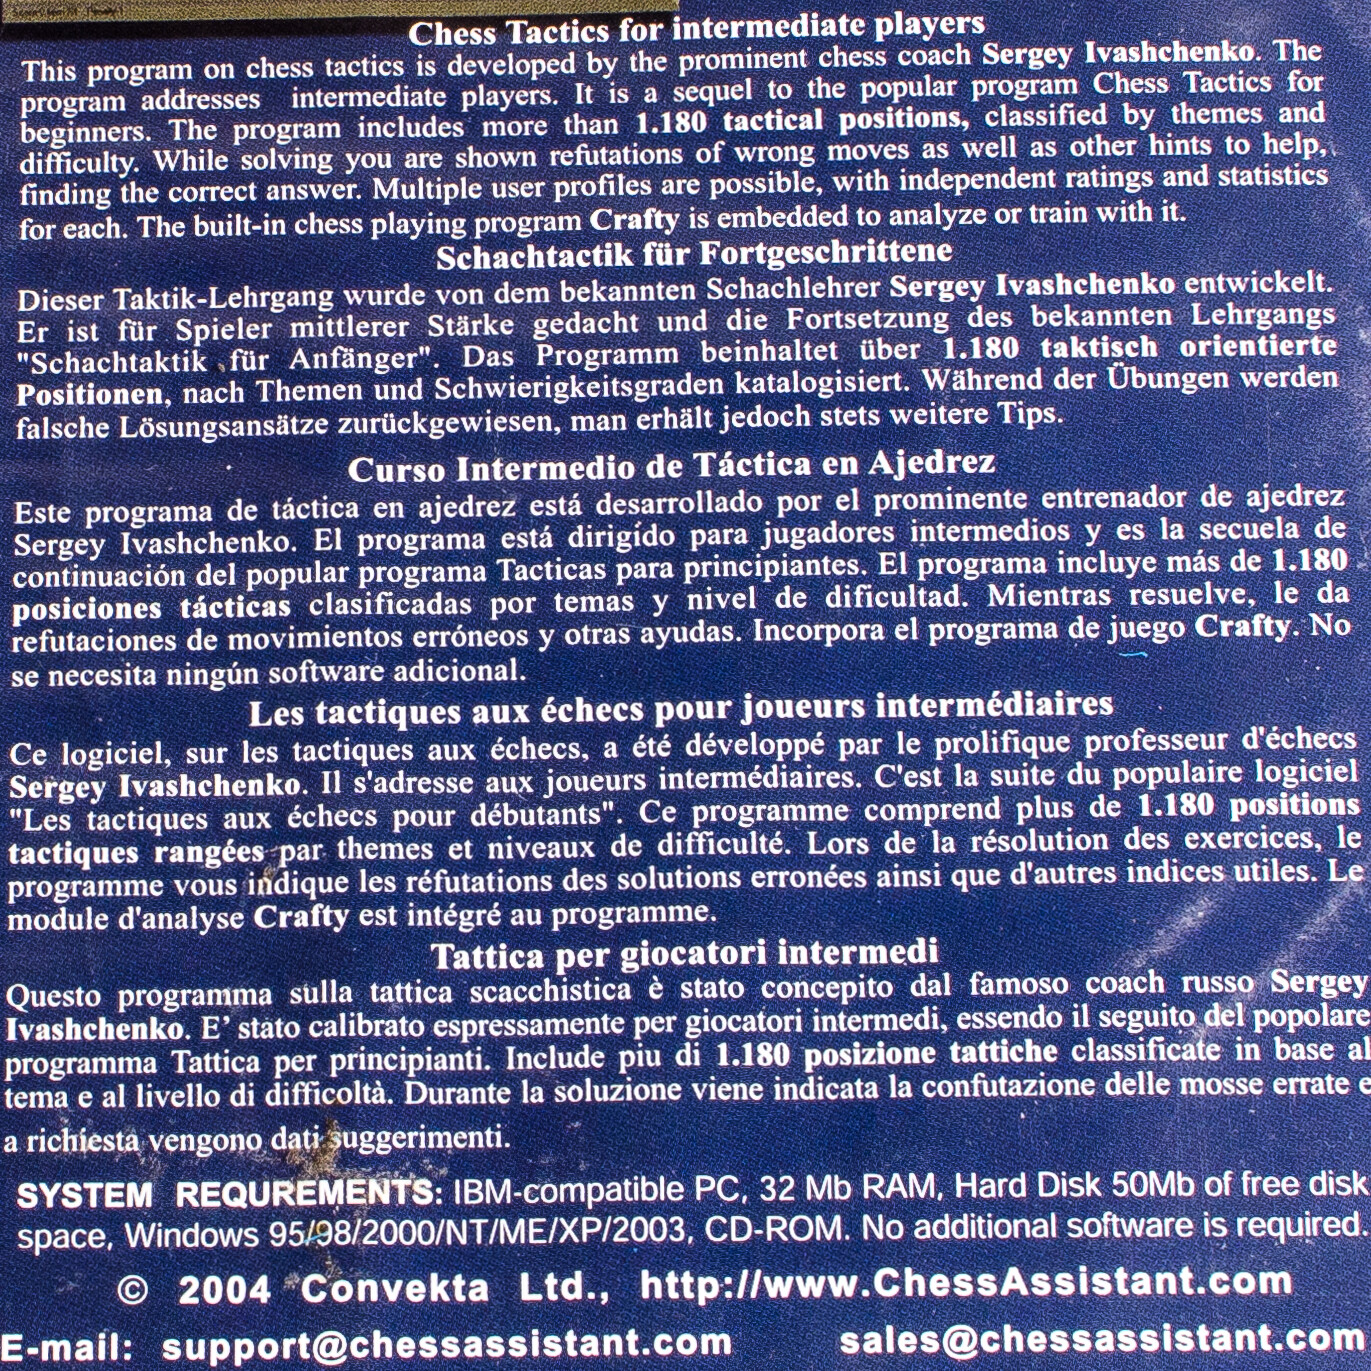 Chess Tactics for intermediate players
This program on chess tactics is developed by the prominent chess coach Sergey Ivashchenko. The
program addresses intermediate players. It is a sequel to the popular program Chess Tactics for
beginners. The program includes more than 1.180 tactical positions, classified by themes and
difficulty. While solving you are shown refutations of wrong moves as well as other hints to help,
finding the correct answer. Multiple user profiles are possible, with independent ratings and statistics
for each. The built-in chess playing program Crafty is embedded to analyze or train with it.
Schachtactik für Fortgeschrittene
Dieser Taktik-Lehrgang wurde von dem bekannten Schachlehrer Sergey Ivashchenko entwickelt.
Er ist für Spieler mittlerer Stärke gedacht und die Fortsetzung des bekannten Lehrgangs
"Schachtaktik für Anfänger". Das Programm beinhaltet über 1.180 taktisch orientierte
Positionen, nach Themen und Schwierigkeitsgraden katalogisiert. Während der Übungen werden
falsche Lösungsansätze zurückgewiesen, man erhält jedoch stets weitere Tips.
Curso Intermedio de Táctica en Ajedrez
Este programa de táctica en ajedrez está desarrollado por el prominente entrenador de ajedrez
Sergey Ivashchenko. El programa está dirigído para jugadores intermedios y es la secuela de
continuación del popular programa Tacticas para principiantes. El programa incluye más de 1.180
posiciones tácticas clasificadas por temas y nivel de dificultad. Mientras resuelve, le da
refutaciones de movimientos erróneos y otras ayudas. Incorpora el programa de juego Crafty. No
se necesita ningún software adicional.
Les tactiques aux échecs pour joueurs intermédiaires
Ce logiciel, sur les tactiques aux échecs, a été développé par le prolifique professeur d'échecs
Sergey Ivashchenko. Il s'adresse aux joueurs intermédiaires. C'est la suite du populaire logiciel
"Les tactiques aux échecs pour débutants". Ce programme comprend plus de 1.180 positions
tactiques rangées par themes et niveaux de difficulté. Lors de la résolution des exercices, le
programme vous indique les réfutations des solutions erronées ainsi que d'autres indices utiles. Le
module d'analyse Crafty est intégré au programme.
Tattica per giocatori intermedi
Questo programma sulla tattica scacchistica è stato concepito dal famoso coach russo Sergey
Ivashchenko. E' stato calibrato espressamente per giocatori intermedi, essendo il seguito del popolare
programma Tattica per principianti. Include piu di 1.180 posizione tattiche classificate in base al
tema e al livello di difficoltà. Durante la soluzione viene indicata la confutazione delle mosse errate e
a richiesta vengono dati suggerimenti.
SYSTEM REQUREMENTS: IBM-compatible PC, 32 Mb RAM, Hard Disk 50Mb of free disk
space, Windows 95/98/2000/NT/ME/XP/2003, CD-ROM. No additional software is required.
© 2004 Convekta Ltd., http://www.ChessAssistant.com
E-mail: support@chessassistant.com sales@chessassistant.com